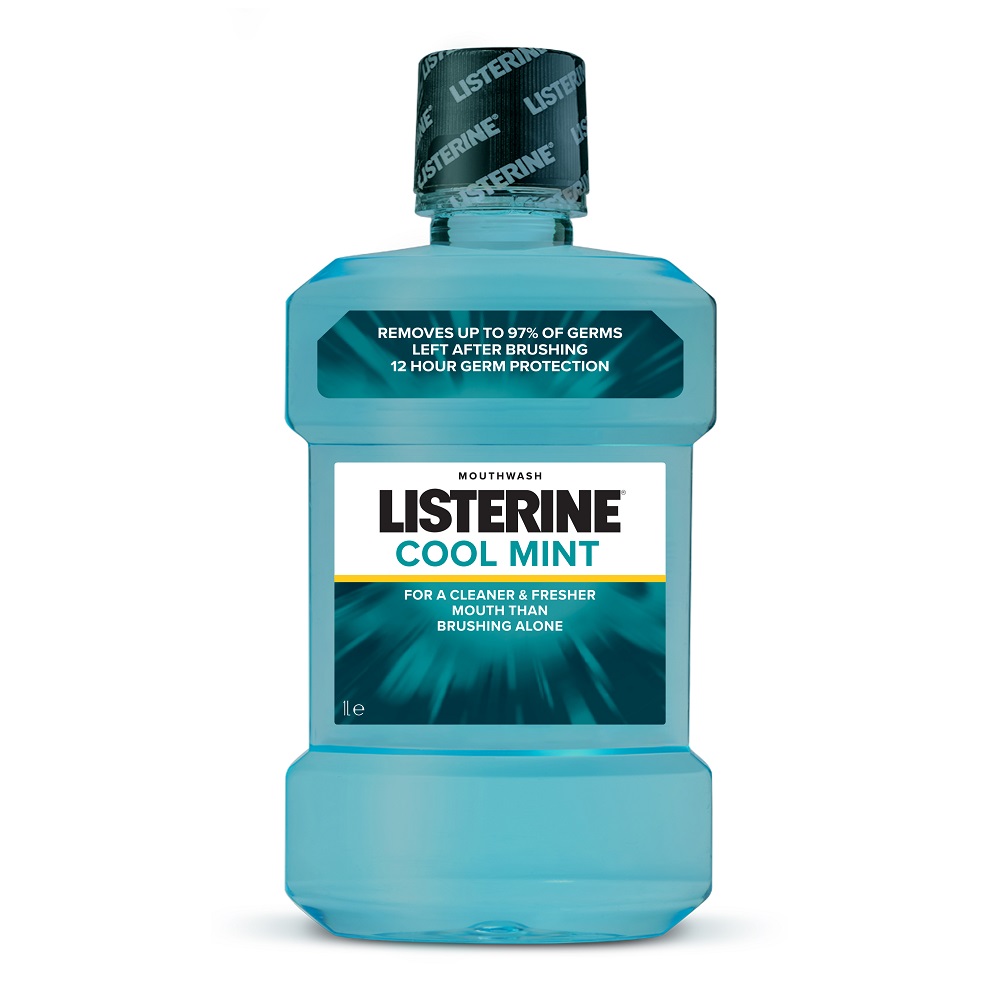 LISTERINE
LISTERINE
LISTERINE
LISTERINE
LISTERINE
REMOVES UP TO 97% OF GERMS
LEFT AFTER BRUSHING
12 HOUR GERM PROTECTION
MOUTHWASH
LISTERINE®
COOL MINT
FOR A CLEANER & FRESHER
MOUTH THAN
BRUSHING ALONE
1L e